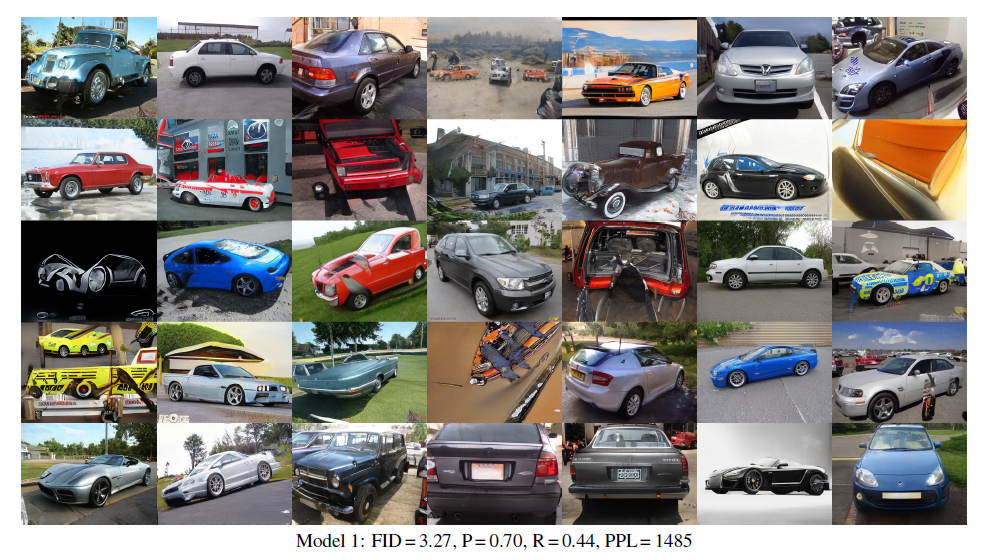 Model 1: FID = 3.27, P = 0.70, R = 0.44, PPL = 1485